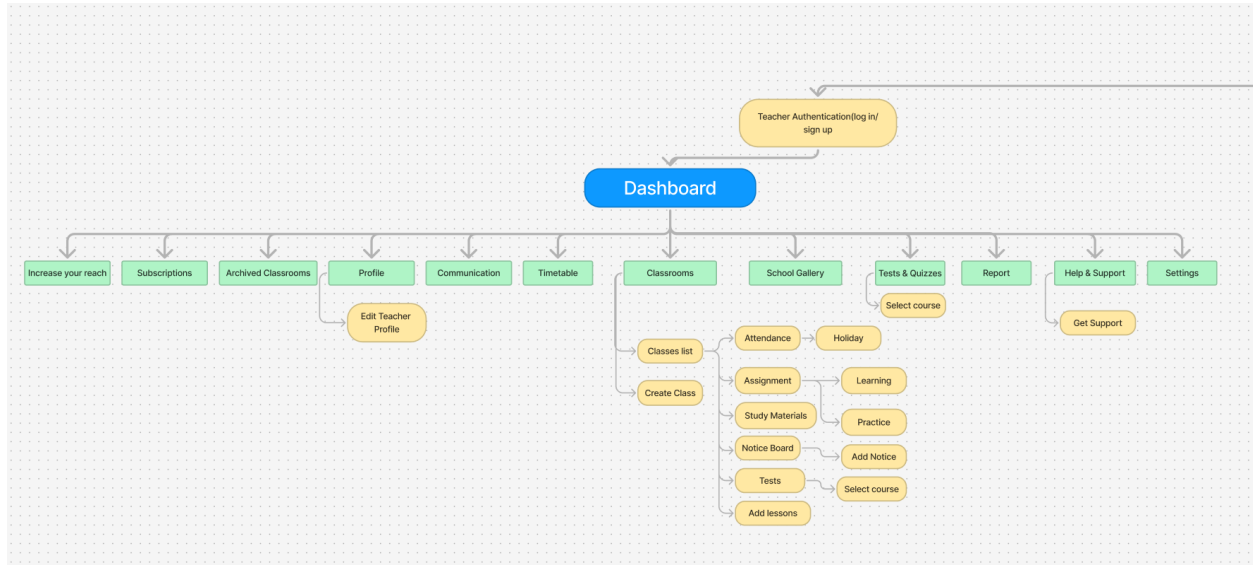 Teacher Authentication(log in/
sign up
Dashboard
Increase your reach
Subscriptions
Archived Classrooms
Profile
Communication
Timetable
Classrooms
School Gallery
Tests & Quizzes
Report
Help & Support
Settings
Edit Teacher
Profile
Select course
Get Support
Classes list
Attendance
Holiday
Create Class
Assignment
Learning
Study Materials
Practice
Notice Board
Add Notice
Tests
Select course
Add lessons